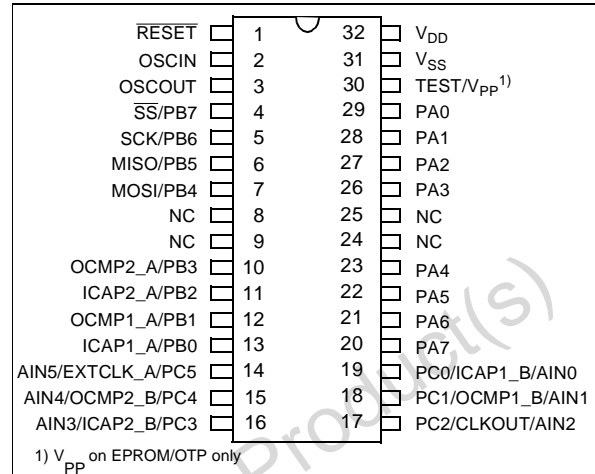 RESET 1 32 VDD
OSCIN 2 31 VSS
OSCOUT 3 30 TEST/VPP1)
SS/PB7 4 29 PA0
SCK/PB6 5 28 PA1
MISO/PB5 6 27 PA2
MOSI/PB4 7 26 PA3
NC 8 25 NC
NC 9 24 NC
OCMP2_A/PB3 10 23 PA4
ICAP2_A/PB2 11 22 PA5
OCMP1_A/PB1 12 21 PA6
ICAP1_A/PB0 13 20 PA7
AIN5/EXTCLK_A/PC5 14 19 PC0/ICAP1_B/AIN0
AIN4/OCMP2_B/PC4 15 18 PC1/OCMP1_B/AIN1
AIN3/ICAP2_B/PC3 16 17 PC2/CLKOUT/AIN2
1) VPP on EPROM/OTP only
Product(s)